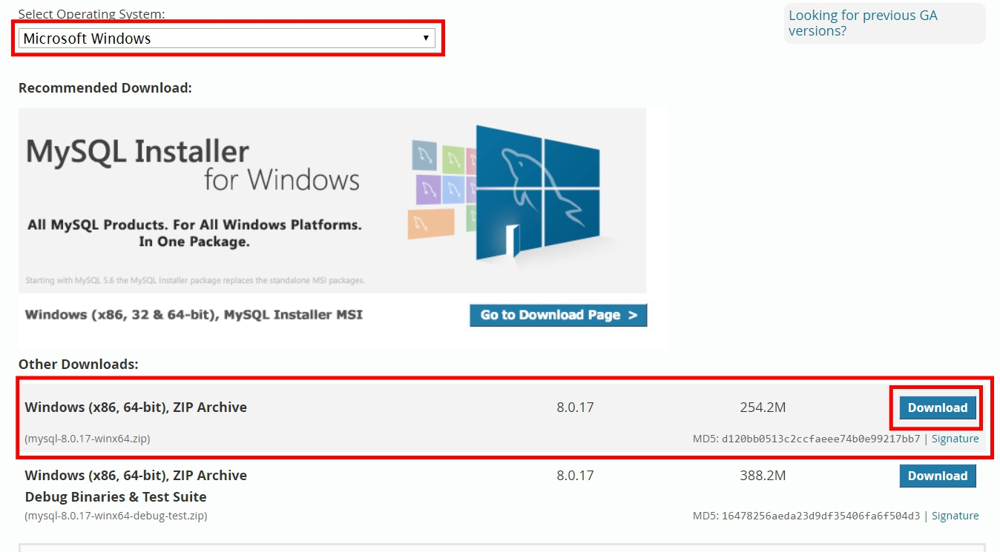 Select Operating System:
Looking for previous GA
versions?
Microsoft Windows
Recommended Download:
MySQL Installer
for Windows
All MySQL Products. For All Windows Platforms.
In One Package.
Starting with MySQL 5.6 the MySQL Installer package replaces the standalone MSI packages.
Windows (x86, 32 & 64-bit), MySQL Installer MSI
Go to Download Page >
Other Downloads:
Windows (x86, 64-bit), ZIP Archive 8.0.17 254.2M Download
(mysql-8.0.17-winx64.zip) MD5: d120bb0513c2ccfaeee74b0e99217bb7 | Signature
Windows (x86, 64-bit), ZIP Archive 8.0.17 388.2M Download
Debug Binaries & Test Suite
(mysql-8.0.17-winx64-debug-test.zip) MD5: 16478256aeda23d9df35406fa6f504d3 | Signature